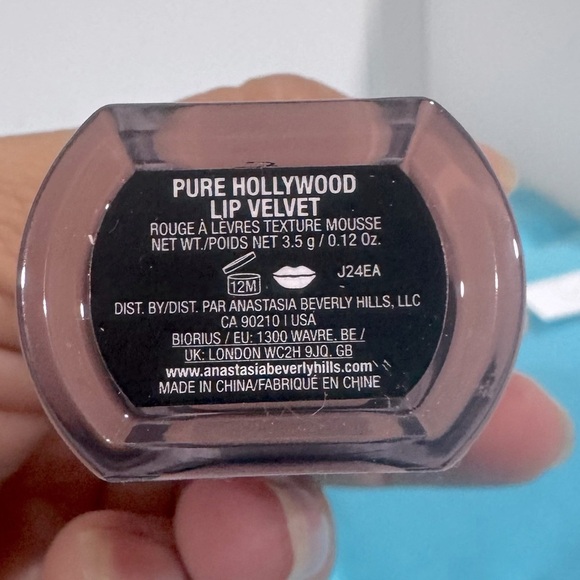 PURE HOLLYWOOD
LIP VELVET
ROUGE À LÈVRES TEXTURE MOUSSE
NET WT./POIDS NET 3.5 g / 0.12 Oz.
12M J24EA
DIST. BY/DIST. PAR ANASTASIA BEVERLY HILLS, LLC
CA 90210 I USA
BIORIUS / EU: 1300 WAVRE. BE /
UK: LONDON WC2H 9JQ. GB
www.anastasiabeverlyhills.com
MADE IN CHINA/FABRIQUÉ EN CHINE